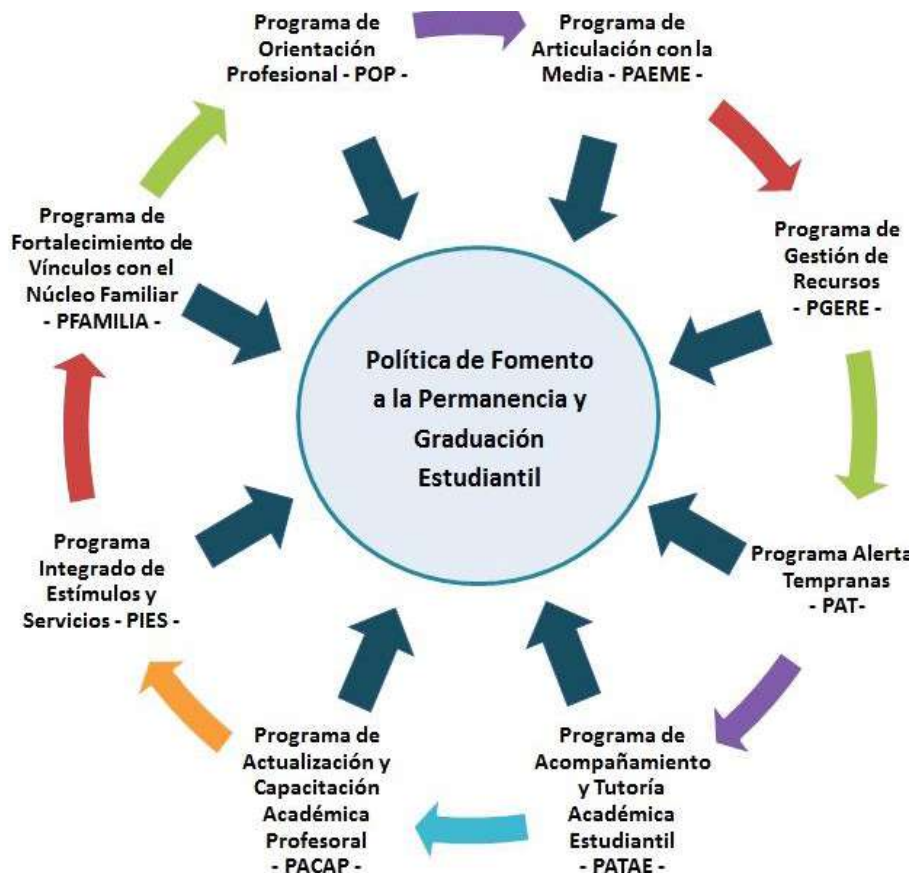 Programa de
Orientación
Profesional - POP -
Programa de
Articulación con la
Media - PAEME -
Programa de
Gestión de
Recursos
- PGERE -
Programa Alerta
Tempranas
- PAT-
Programa de
Acompañamiento
y Tutoría
Académica
Estudiantil
- PATAE -
Programa de
Actualización y
Capacitación
Académica
Profesoral
- PACAP -
Programa
Integrado de
Estímulos y
Servicios - PIES -
Programa de
Fortalecimiento de
Vínculos con el
Núcleo Familiar
- PFAMILIA -
Política de Fomento
a la Permanencia y
Graduación
Estudiantil